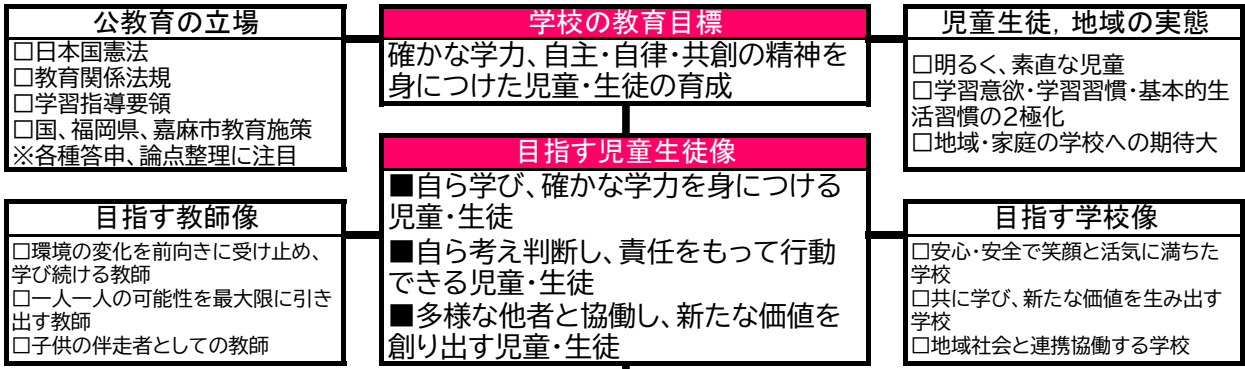 公教育の立場
□日本国憲法
□教育関係法規
□学習指導要領
□国、福岡県、嘉麻市教育施策
※各種答申、論点整理に注目
学校の教育目標
確かな学力、自主・自律・共創の精神を
身につけた児童・生徒の育成
児童生徒，地域の実態
□明るく、素直な児童
□学習意欲・学習習慣・基本的生
活習慣の2極化
□地域・家庭の学校への期待大
目指す児童生徒像
■自ら学び、確かな学力を身につける
児童・生徒
■自ら考え判断し、責任をもって行動
できる児童・生徒
■多様な他者と協働し、新たな価値を
創り出す児童・生徒
目指す教師像
□環境の変化を前向きに受け止め、
学び続ける教師
□一人一人の可能性を最大限に引き
出す教師
□子供の伴走者としての教師
目指す学校像
□安心・安全で笑顔と活気に満ちた
学校
□共に学び、新たな価値を生み出す
学校
□地域社会と連携協働する学校